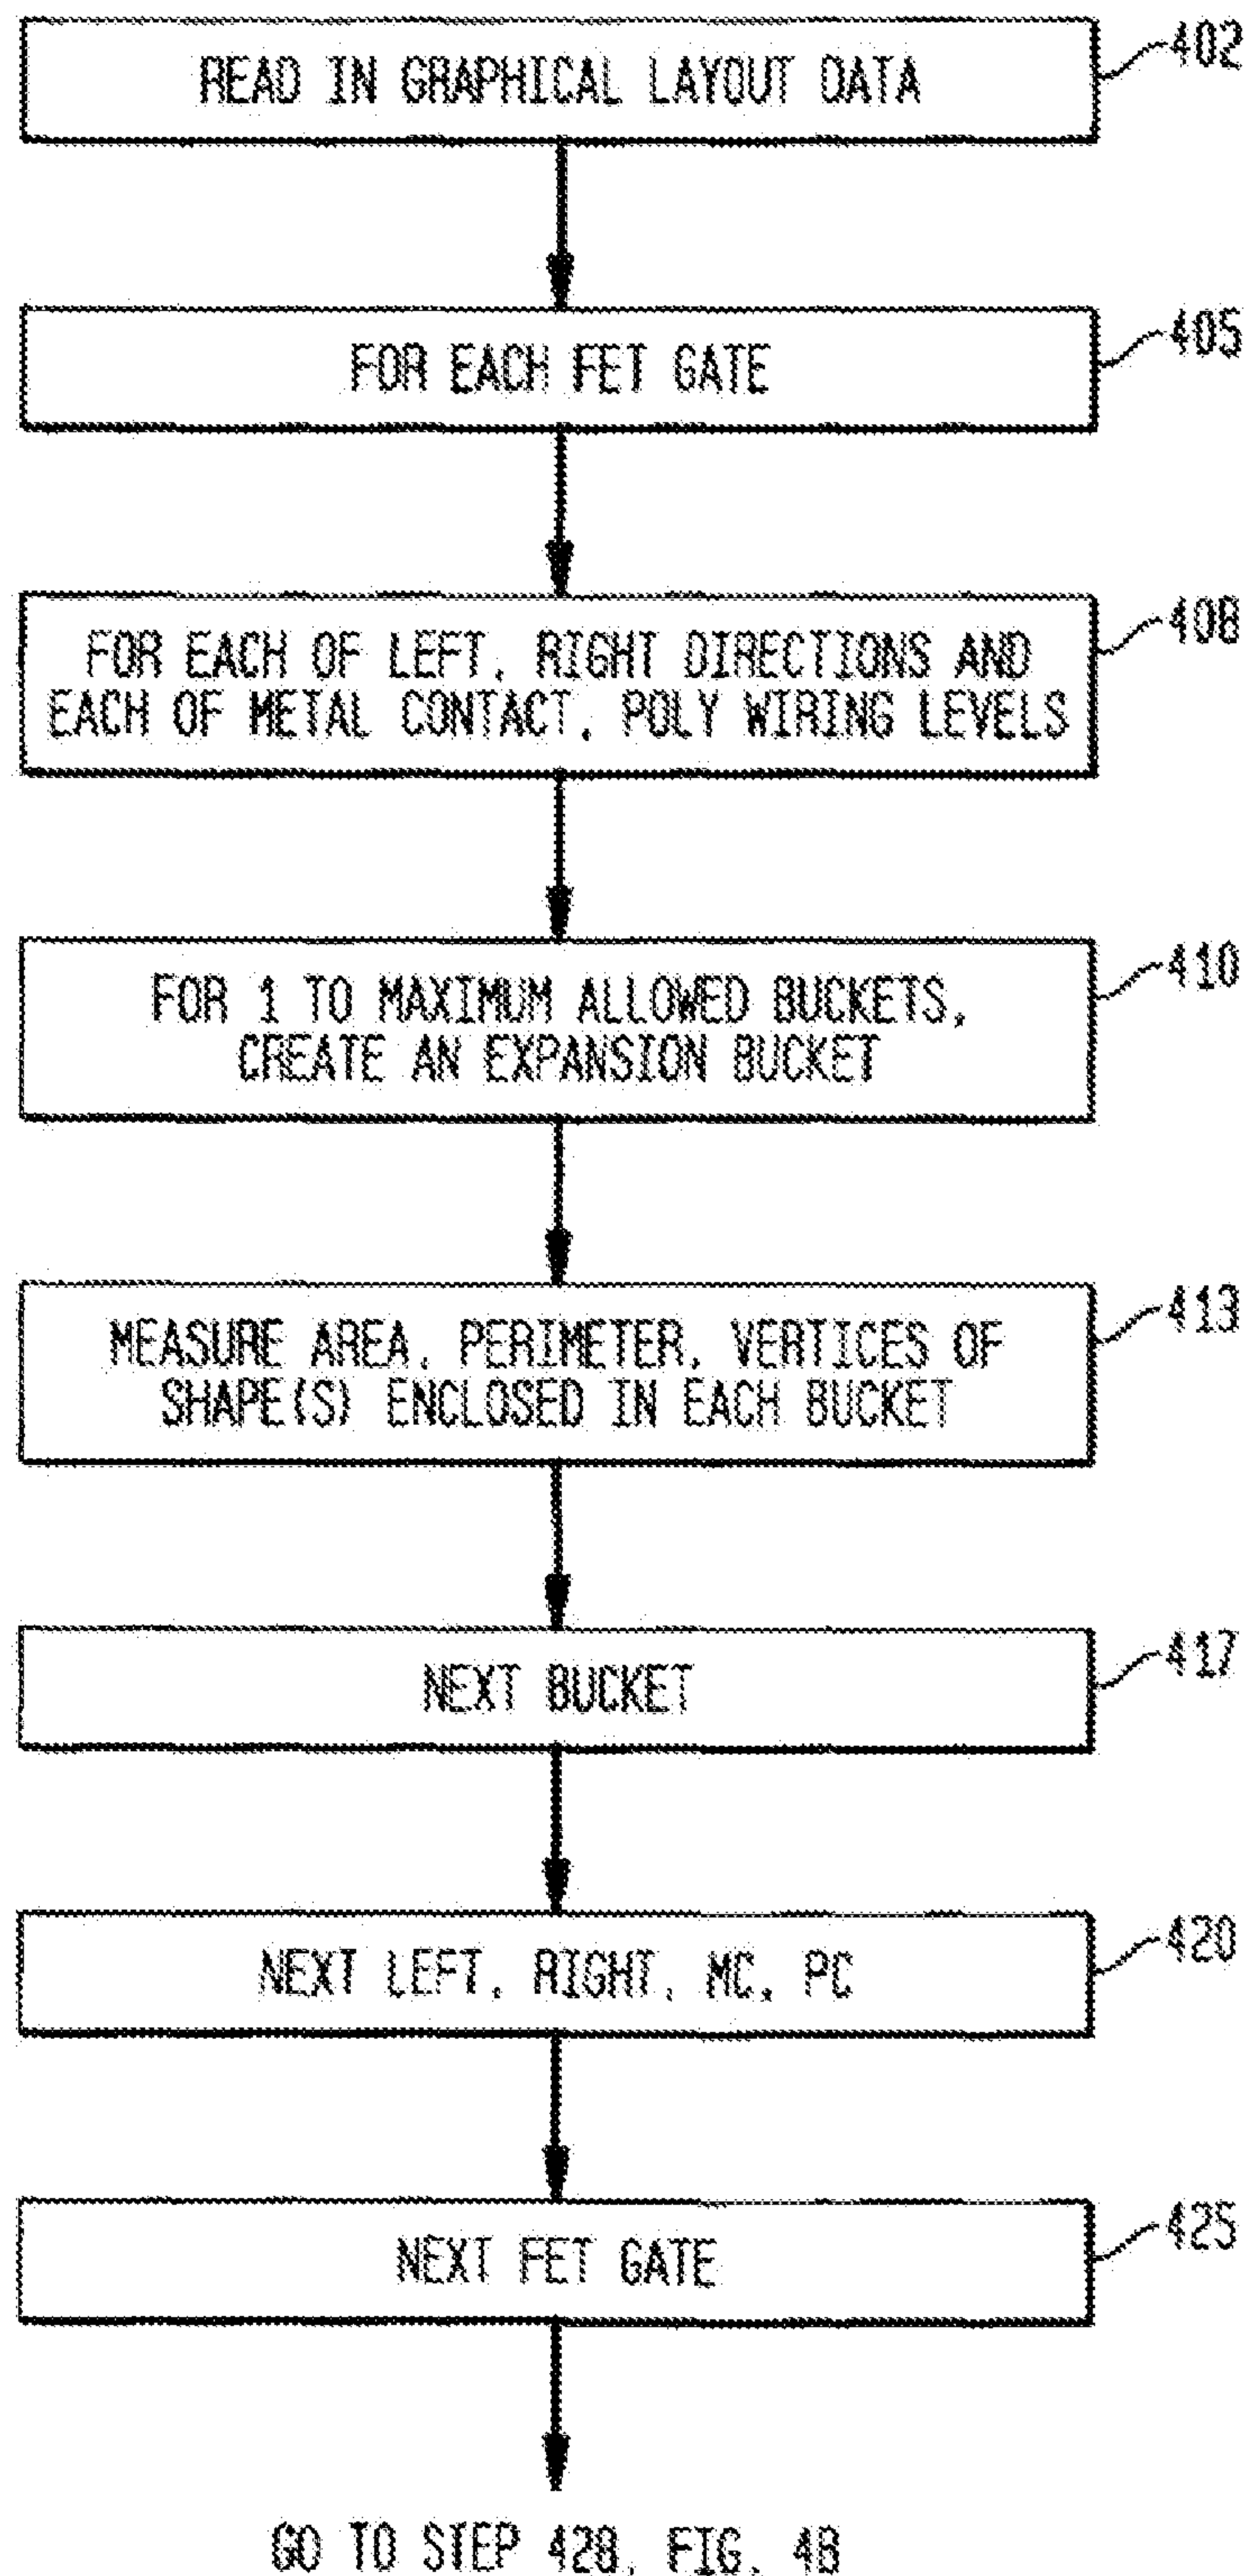 READ IN GRAPHICAL LAYOUT DATA
402
FOR EACH FET GATE
405
FOR EACH OF LEFT, RIGHT DIRECTIONS AND
EACH OF METAL CONTACT, POLY WIRING LEVELS
408
FOR 1 TO MAXIMUM ALLOWED BUCKETS,
CREATE AN EXPANSION BUCKET
410
MEASURE AREA, PERIMETER, VERTICES OF
SHAPE(S) ENCLOSED IN EACH BUCKET
413
NEXT BUCKET
417
NEXT LEFT, RIGHT, MC, PC
420
NEXT FET GATE
425
GO TO STEP 428, FIG. 4B